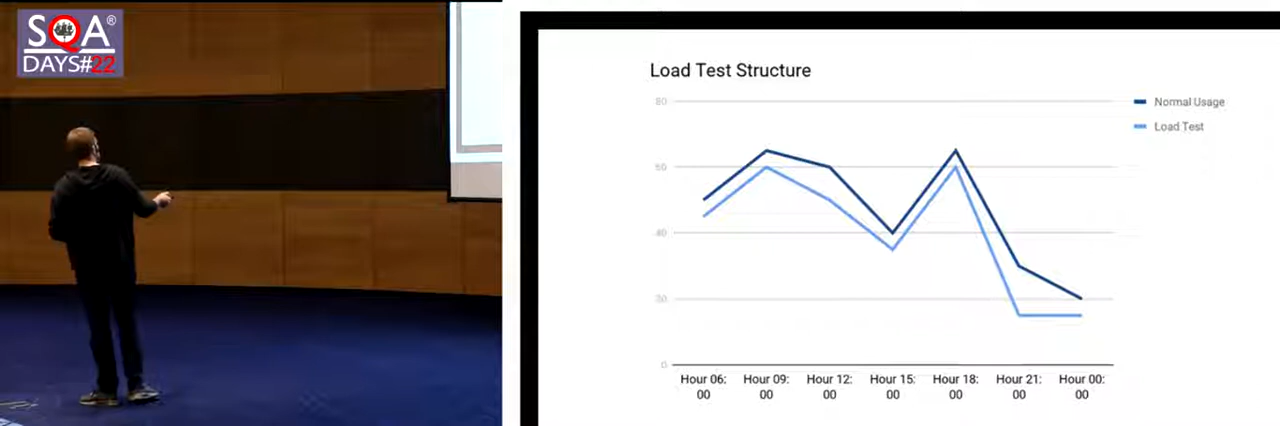 SQA®
DAYS#22
Load Test Structure
80
60
40
20
0
Normal Usage
Load Test
Hour 06:
00
Hour 09:
00
Hour 12:
00
Hour 15:
00
Hour 18:
00
Hour 21:
00
Hour 00:
00